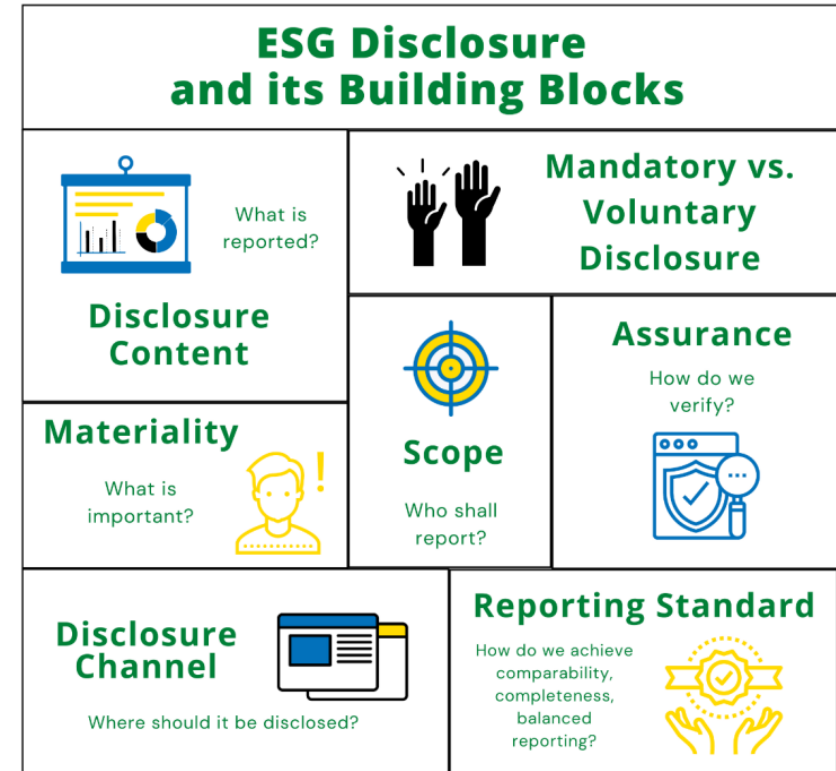 ESG Disclosure
and its Building Blocks
What is
reported?
Disclosure
Content
Mandatory vs.
Voluntary
Disclosure
Materiality
What is
important?
Scope
Who shall
report?
Assurance
How do we
verify?
Disclosure
Channel
Where should it be disclosed?
Reporting Standard
How do we achieve
comparability,
completeness,
balanced
reporting?